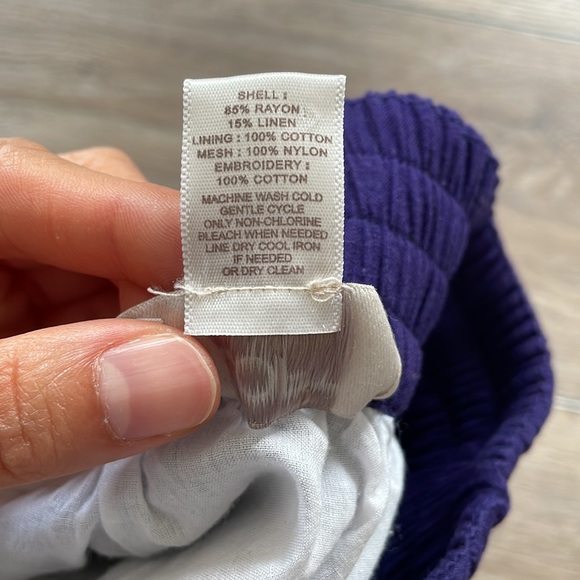 SHELL :
85% RAYON
15% LINEN
LINING : 100% COTTON
MESH : 100% NYLON
EMBROIDERY :
100% COTTON
MACHINE WASH COLD
GENTLE CYCLE
ONLY NON-CHLORINE
BLEACH WHEN NEEDED
LINE DRY COOL IRON
IF NEEDED
OR DRY CLEAN